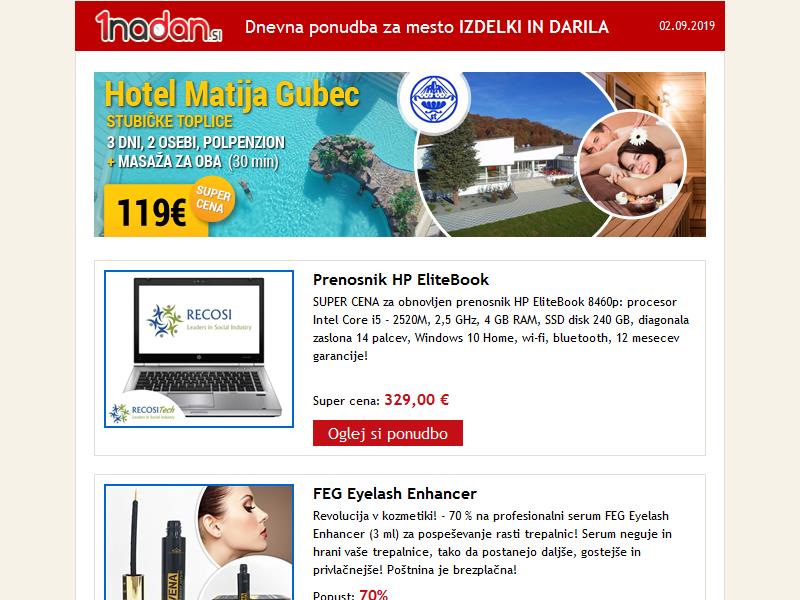 1nadan.si
Dnevna ponudba za mesto IZDELKI IN DARILA
02.09.2019
Hotel Matija Gubec
STUBIČKE TOPLICE
3 DNI, 2 OSEBI, POLPENZION
+ MASAŽA ZA OBA (30 min)
119€
SUPER
CENA
RECOSI
Leaders in Social Industry
RECOSITech
Leaders in Social Industry
Prenosnik HP EliteBook
SUPER CENA za obnovljen prenosnik HP EliteBook 8460p: procesor
Intel Core i5 - 2520M, 2,5 GHz, 4 GB RAM, SSD disk 240 GB, diagonala
zaslona 14 palcev, Windows 10 Home, wi-fi, bluetooth, 12 mesecev
garancije!
Super cena: 329,00 €
Oglej si ponudbo
FEG Eyelash Enhancer
Revolucija v kozmetiki! - 70 % na profesionalni serum FEG Eyelash
Enhancer (3 ml) za pospeševanje rasti trepalnic! Serum neguje in
hrani vaše trepalnice, tako da postanejo daljše, gostejše in
privlačnejše! Poštnina je brezplačna!
Popust: 70%